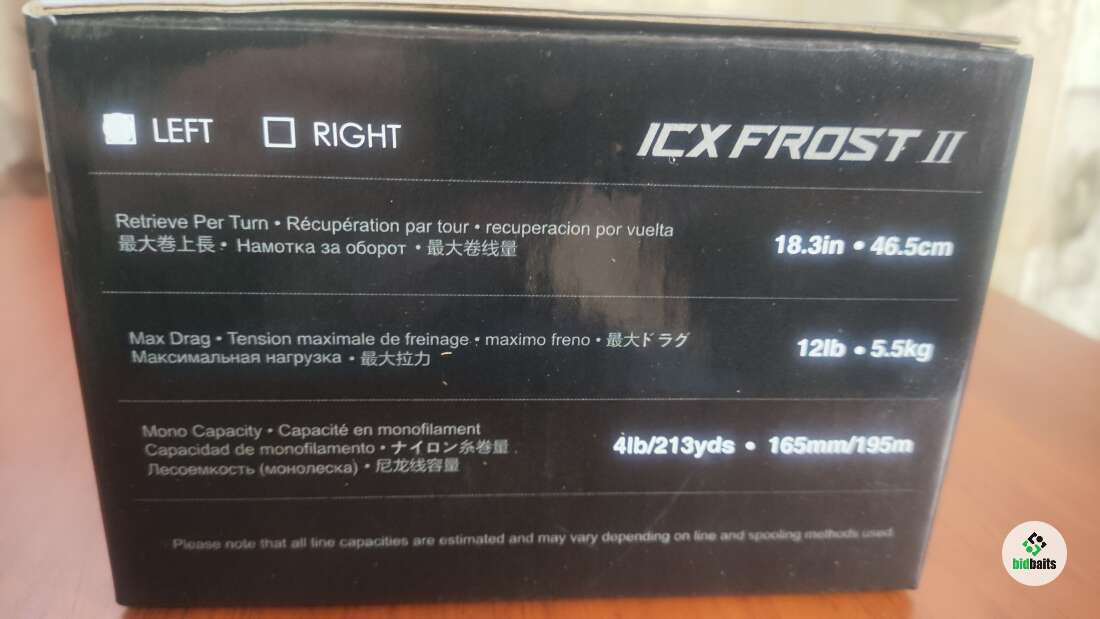 LEFT RIGHT ICX FROST II
Retrieve Per Turn • Récupération par tour • recuperacion por vuelta
最大巻上長 • Намотка за оборот • 最大卷线量
18.3in • 46.5cm
Max Drag • Tension maximale de freinage • maximo freno • 最大ドラグ
Максимальная нагрузка • 最大拉力
12lb • 5.5kg
Mono Capacity • Capacité en monofilament
Capacidad de monofilamento • ナイロン糸巻量
Лесоемкость (монолеска) • 尼龙线容量
4lb/213yds • 165mm/195m
Please note that all line capacities are estimated and may vary depending on line and spooling methods used
bidbaits